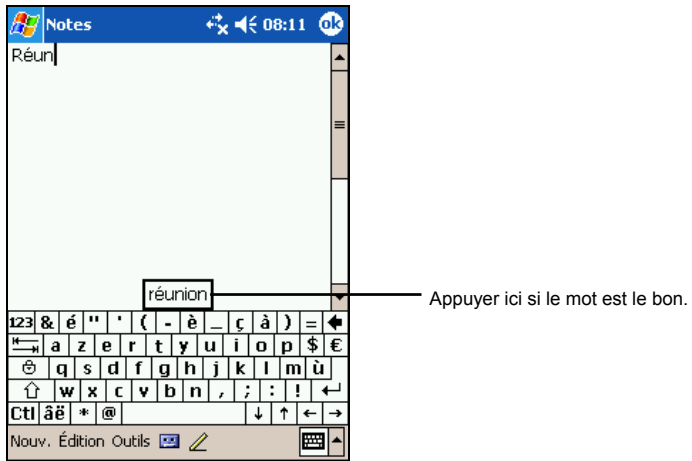 Notes 08:11 ok
Réun
réunion
Appuyer ici si le mot est le bon.
123 & é " ' ( - è _ ç à ) =
a z e r t y u i o p $ €
q s d f g h j k l m ù
w x c v b n , ; : !
Ctl âë * @ ↓ ↑ ← →
Nouv. Édition Outils